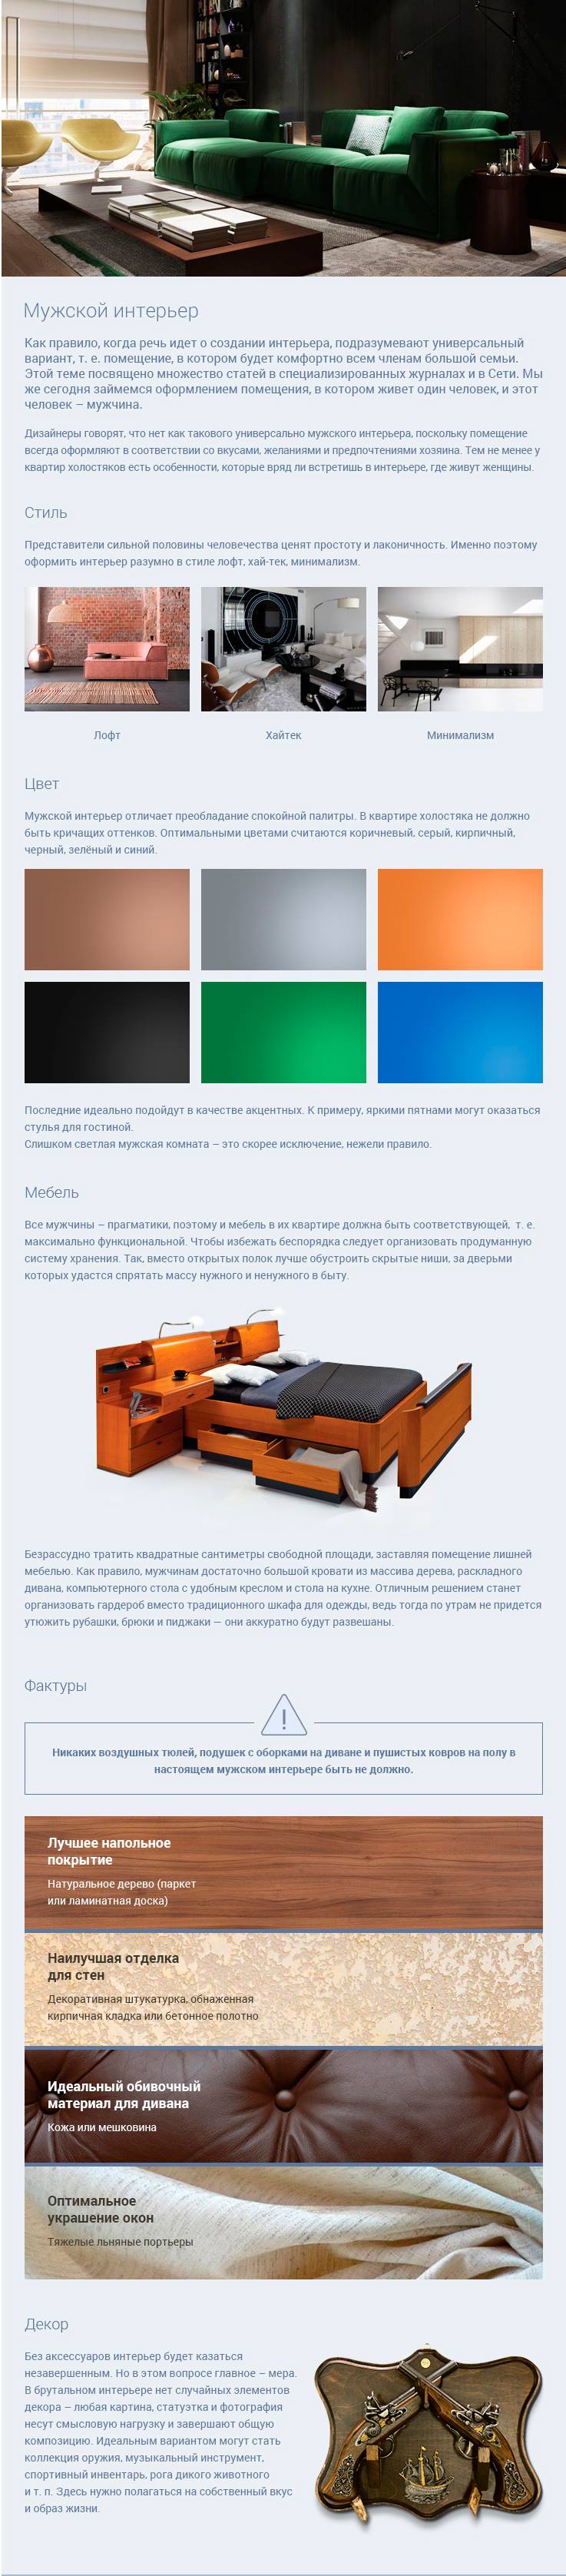 Мужской интерьер
Как правило, когда речь идет о создании интерьера, подразумевают универсальный
вариант, т. е. помещение, в котором будет комфортно всем членам большой семьи.
Этой теме посвящено множество статей в специализированных журналах и в Сети. Мы
же сегодня займемся оформлением помещения, в котором живет один человек, и этот
человек – мужчина.
Дизайнеры говорят, что нет как такового универсально мужского интерьера, поскольку помещение
всегда оформляют в соответствии со вкусами, желаниями и предпочтениями хозяина. Тем не менее у
квартир холостяков есть особенности, которые вряд ли встретишь в интерьере, где живут женщины.
Стиль
Представители сильной половины человечества ценят простоту и лаконичность. Именно поэтому
оформить интерьер разумно в стиле лофт, хай-тек, минимализм.
Лофт
Хайтек
Минимализм
Цвет
Мужской интерьер отличает преобладание спокойной палитры. В квартире холостяка не должно
быть кричащих оттенков. Оптимальными цветами считаются коричневый, серый, кирпичный,
черный, зелёный и синий.
Последние идеально подойдут в качестве акцентных. К примеру, яркими пятнами могут оказаться
стулья для гостиной.
Слишком светлая мужская комната – это скорее исключение, нежели правило.
Мебель
Все мужчины – прагматики, поэтому и мебель в их квартире должна быть соответствующей, т. е.
максимально функциональной. Чтобы избежать беспорядка следует организовать продуманную
систему хранения. Так, вместо открытых полок лучше обустроить скрытые ниши, за дверьми
которых удастся спрятать массу нужного и ненужного в быту.
Безрассудно тратить квадратные сантиметры свободной площади, заставляя помещение лишней
мебелью. Как правило, мужчинам достаточно большой кровати из массива дерева, раскладного
дивана, компьютерного стола с удобным креслом и стола на кухне. Отличным решением станет
организовать гардероб вместо традиционного шкафа для одежды, ведь тогда по утрам не придется
утюжить рубашки, брюки и пиджаки — они аккуратно будут развешаны.
Фактуры
Никаких воздушных тюлей, подушек с оборками на диване и пушистых ковров на полу в
настоящем мужском интерьере быть не должно.
Лучшее напольное
покрытие
Натуральное дерево (паркет
или ламинатная доска)
Наилучшая отделка
для стен
Декоративная штукатурка, обнаженная
кирпичная кладка или бетонное полотно
Идеальный обивочный
материал для дивана
Кожа или мешковина
Оптимальное
украшение окон
Тяжелые льняные портьеры
Декор
Без аксессуаров интерьер будет казаться
незавершенным. Но в этом вопросе главное – мера.
В брутальном интерьере нет случайных элементов
декора – любая картина, статуэтка и фотография
несут смысловую нагрузку и завершают общую
композицию. Идеальным вариантом могут стать
коллекция оружия, музыкальный инструмент,
спортивный инвентарь, рога дикого животного
и т. п. Здесь нужно полагаться на собственный вкус
и образ жизни.